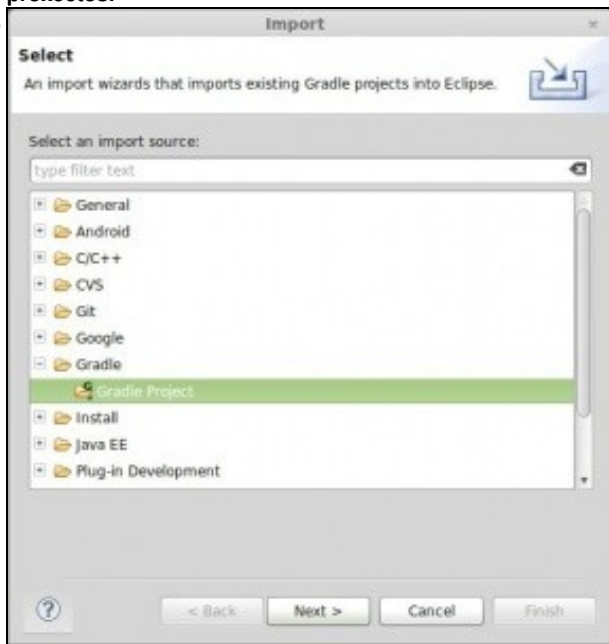 Import
Select
An import wizards that imports existing Gradle projects into Eclipse.
Select an import source:
type filter text
General
Android
C/C++
CVS
Git
Google
Gradle
Gradle Project
Install
Java EE
Plug-in Development
< Back
Next >
Cancel
Finish